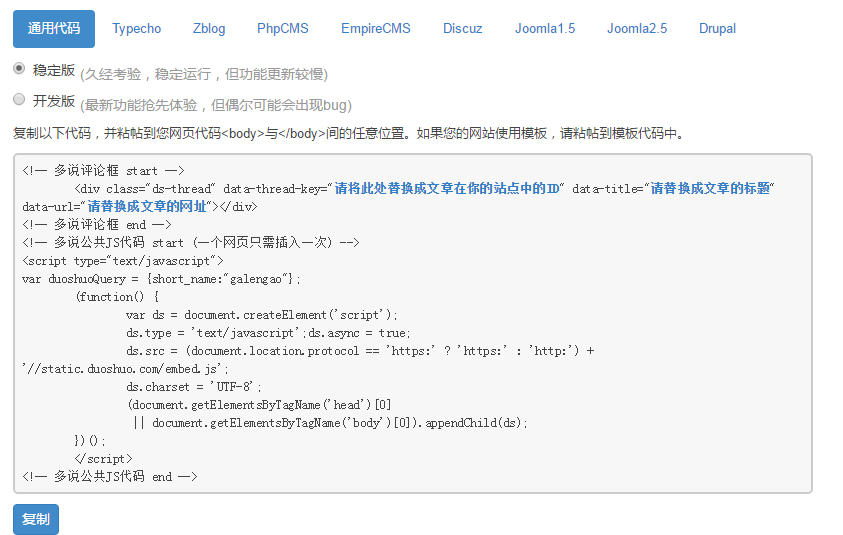 通用代码 Typecho Zblog PhpCMS EmpireCMS Discuz Joomla1.5 Joomla2.5 Drupal
稳定版 (久经考验，稳定运行，但功能更新较慢)
开发版 (最新功能抢先体验，但偶尔可能会出现bug)
复制以下代码，并粘帖到您网页代码<body>与</body>间的任意位置。如果您的网站使用模板，请粘帖到模板代码中。
<!-- 多说评论框 start -->
<div class="ds-thread" data-thread-key="请将此处替换成文章在你的站点中的ID" data-title="请替换成文章的标题"
data-url="请替换成文章的网址"></div>
<!-- 多说评论框 end -->
<!-- 多说公共JS代码 start (一个网页只需插入一次) -->
<script type="text/javascript">
var duoshuoQuery = {short_name:"galengao"};
(function() {
var ds = document.createElement('script');
ds.type = 'text/javascript';ds.async = true;
ds.src = (document.location.protocol == 'https:' ? 'https:' : 'http:') +
'//static.duoshuo.com/embed.js';
ds.charset = 'UTF-8';
(document.getElementsByTagName('head')[0]
|| document.getElementsByTagName('body')[0]).appendChild(ds);
})();
</script>
<!-- 多说公共JS代码 end -->
复制